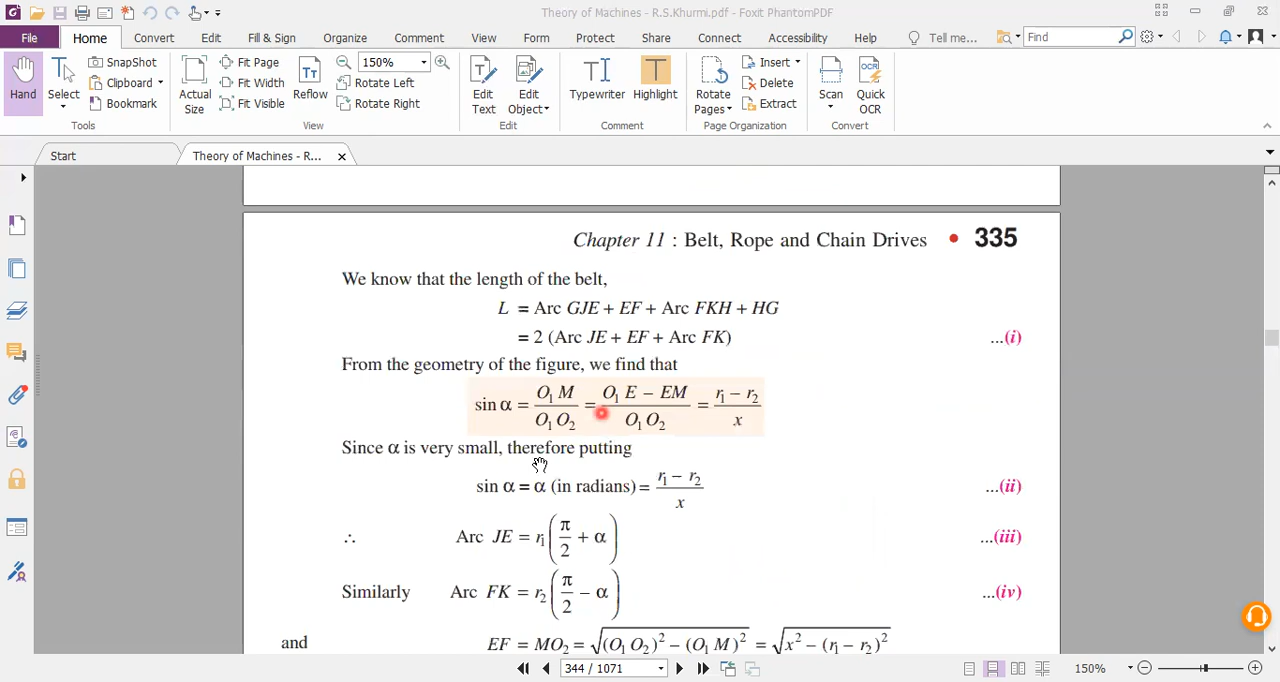 Theory of Machines - R.S.Khurmi.pdf - Foxit PhantomPDF
File Home Convert Edit Fill & Sign Organize Comment View Form Protect Share Connect Accessibility Help Tell me... Find
Hand
Select
SnapShot
Clipboard
Bookmark
Tools
Actual Size
Fit Page
Fit Width
Fit Visible
Reflow
150%
Rotate Left
Rotate Right
View
Edit Text
Edit Object
Edit
Typewriter
Highlight
Comment
Rotate Pages
Insert
Delete
Extract
Page Organization
Scan
Quick OCR
Convert
Start
Theory of Machines - R...
Chapter 11 : Belt, Rope and Chain Drives • 335
We know that the length of the belt,
L = Arc GJE + EF + Arc FKH + HG
= 2 (Arc JE + EF + Arc FK) ...(i)
From the geometry of the figure, we find that
sin α = O₁ M / O₁ O₂ = O₁ E − EM / O₁ O₂ = r₁ − r₂ / x
Since α is very small, therefore putting
sin α = α (in radians) = r₁ − r₂ / x ...(ii)
∴ Arc JE = r₁ (π/2 + α) ...(iii)
Similarly Arc FK = r₂ (π/2 − α) ...(iv)
and EF = MO₂ = √(O₁ O₂)² − (O₁ M)² = √x² − (r₁ − r₂)²
344 / 1071
150%